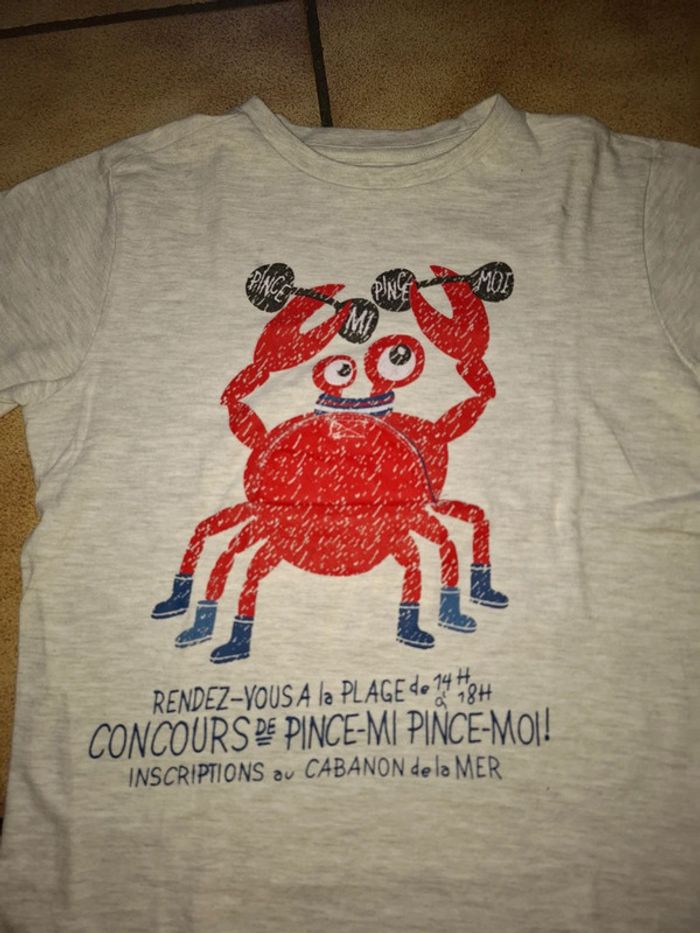 PINCE MI PINCE MOI
RENDEZ-VOUS A la PLAGE de 14H à 18H
CONCOURS DE PINCE-MI PINCE-MOI!
INSCRIPTIONS au CABANON de la MER